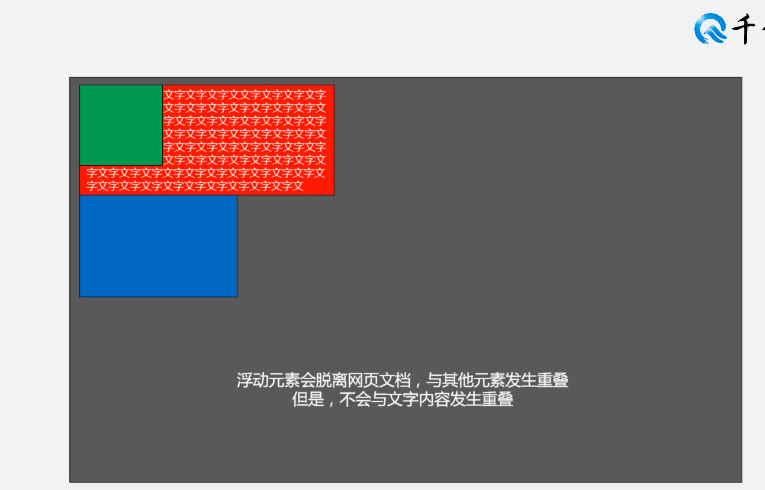 千
文字文字文字文文字文字文字文字
文字文字文字文字文字文字文字文
字文字文字文字文字文字文字文字
文字文字文字文字文字文字文字文
字文字文字文字文字文字文字文字
文字文字文字文字文字文字文字文
字文字文字文字文字文字文字文字文字文字文字文
字文字文字文字文字文字文字文字文字文字文
浮动元素会脱离网页文档，与其他元素发生重叠
但是，不会与文字内容发生重叠